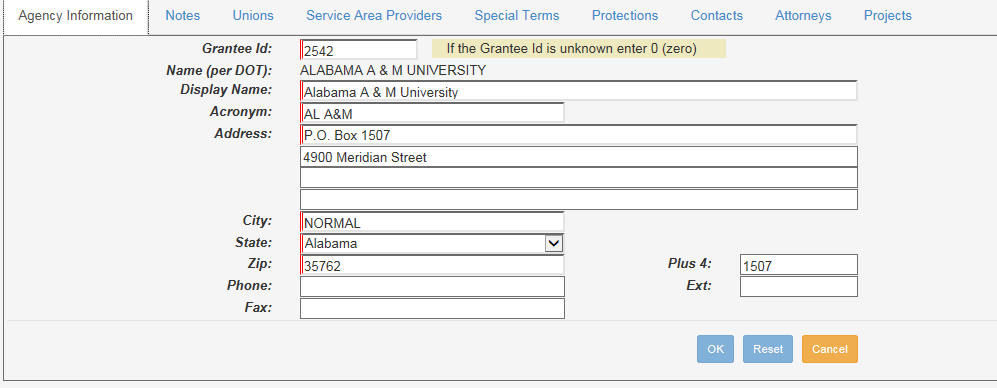 Agency Information Notes Unions Service Area Providers Special Terms Protections Contacts Attorneys Projects
Grantee Id: 2542 If the Grantee Id is unknown enter 0 (zero)
Name (per DOT): ALABAMA A & M UNIVERSITY
Display Name: Alabama A & M University
Acronym: AL A&M
Address: P.O. Box 1507
4900 Meridian Street
City: NORMAL
State: Alabama
Zip: 35762 Plus 4: 1507
Phone: Ext:
Fax:
OK Reset Cancel